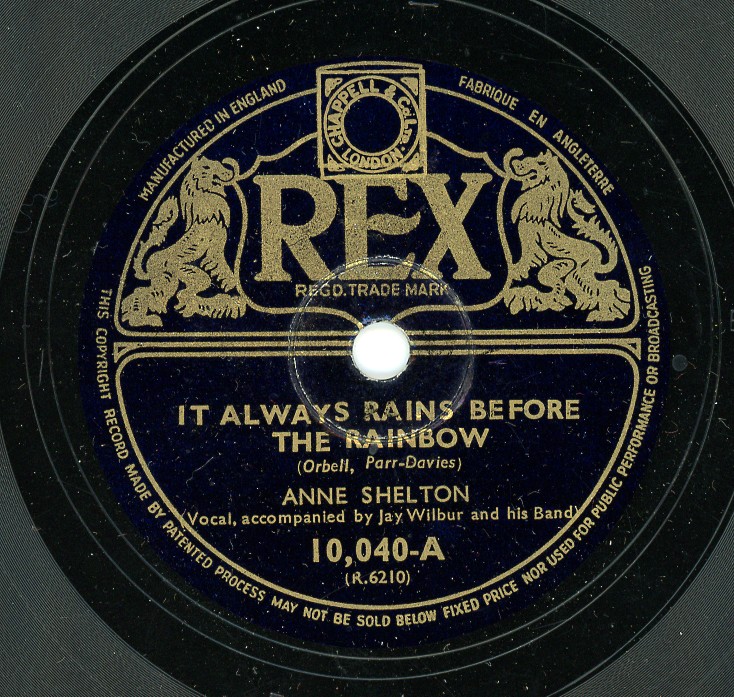 MANUFACTURED IN ENGLAND
FABRIQUE EN ANGLETERRE
CHAPPELL & Co. LTD.
LONDON.
REX
REGD. TRADE MARK
IT ALWAYS RAINS BEFORE
THE RAINBOW
(Orbell, Parr-Davies)
ANNE SHELTON
(Vocal, accompanied by Jay Wilbur and his Band)
10,040-A
(R.6210)
THIS COPYRIGHT RECORD MADE BY PATENTED PROCESS MAY NOT BE SOLD BELOW FIXED PRICE NOR USED FOR PUBLIC PERFORMANCE OR BROADCASTING